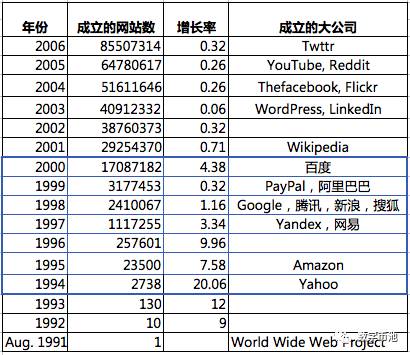 年份 成立的网站数 增长率 成立的大公司
2006 85507314 0.32 Twttr
2005 64780617 0.26 YouTube, Reddit
2004 51611646 0.26 Thefacebook, Flickr
2003 40912332 0.06 WordPress, LinkedIn
2002 38760373 0.32
2001 29254370 0.71 Wikipedia
2000 17087182 4.38 百度
1999 3177453 0.32 PayPal，阿里巴巴
1998 2410067 1.16 Google，腾讯，新浪，搜狐
1997 1117255 3.34 Yandex，网易
1996 257601 9.96
1995 23500 7.58 Amazon
1994 2738 20.06 Yahoo
1993 130 12
1992 10 9
Aug. 1991 1 World Wide Web Project